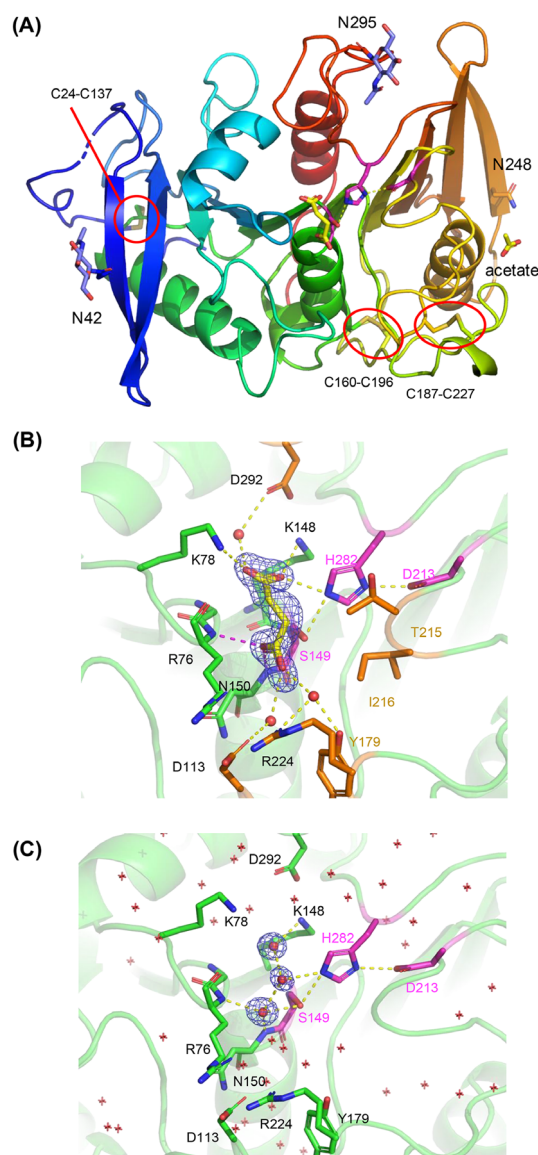 (A)
N295
C24-C137
N248
acetate
N42
C160-C196
C187-C227
(B)
D292
K148
K78
H282
D213
T215
R76
S149
N150
I216
Y179
D113
R224
(C)
D292
K148
K78
H282
D213
S149
R76
N150
Y179
R224
D113